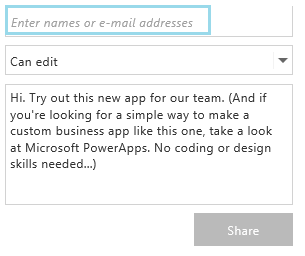 Enter names or e-mail addresses
Can edit
Hi. Try out this new app for our team. (And if
you're looking for a simple way to make a
custom business app like this one, take a look
at Microsoft PowerApps. No coding or design
skills needed...)
Share